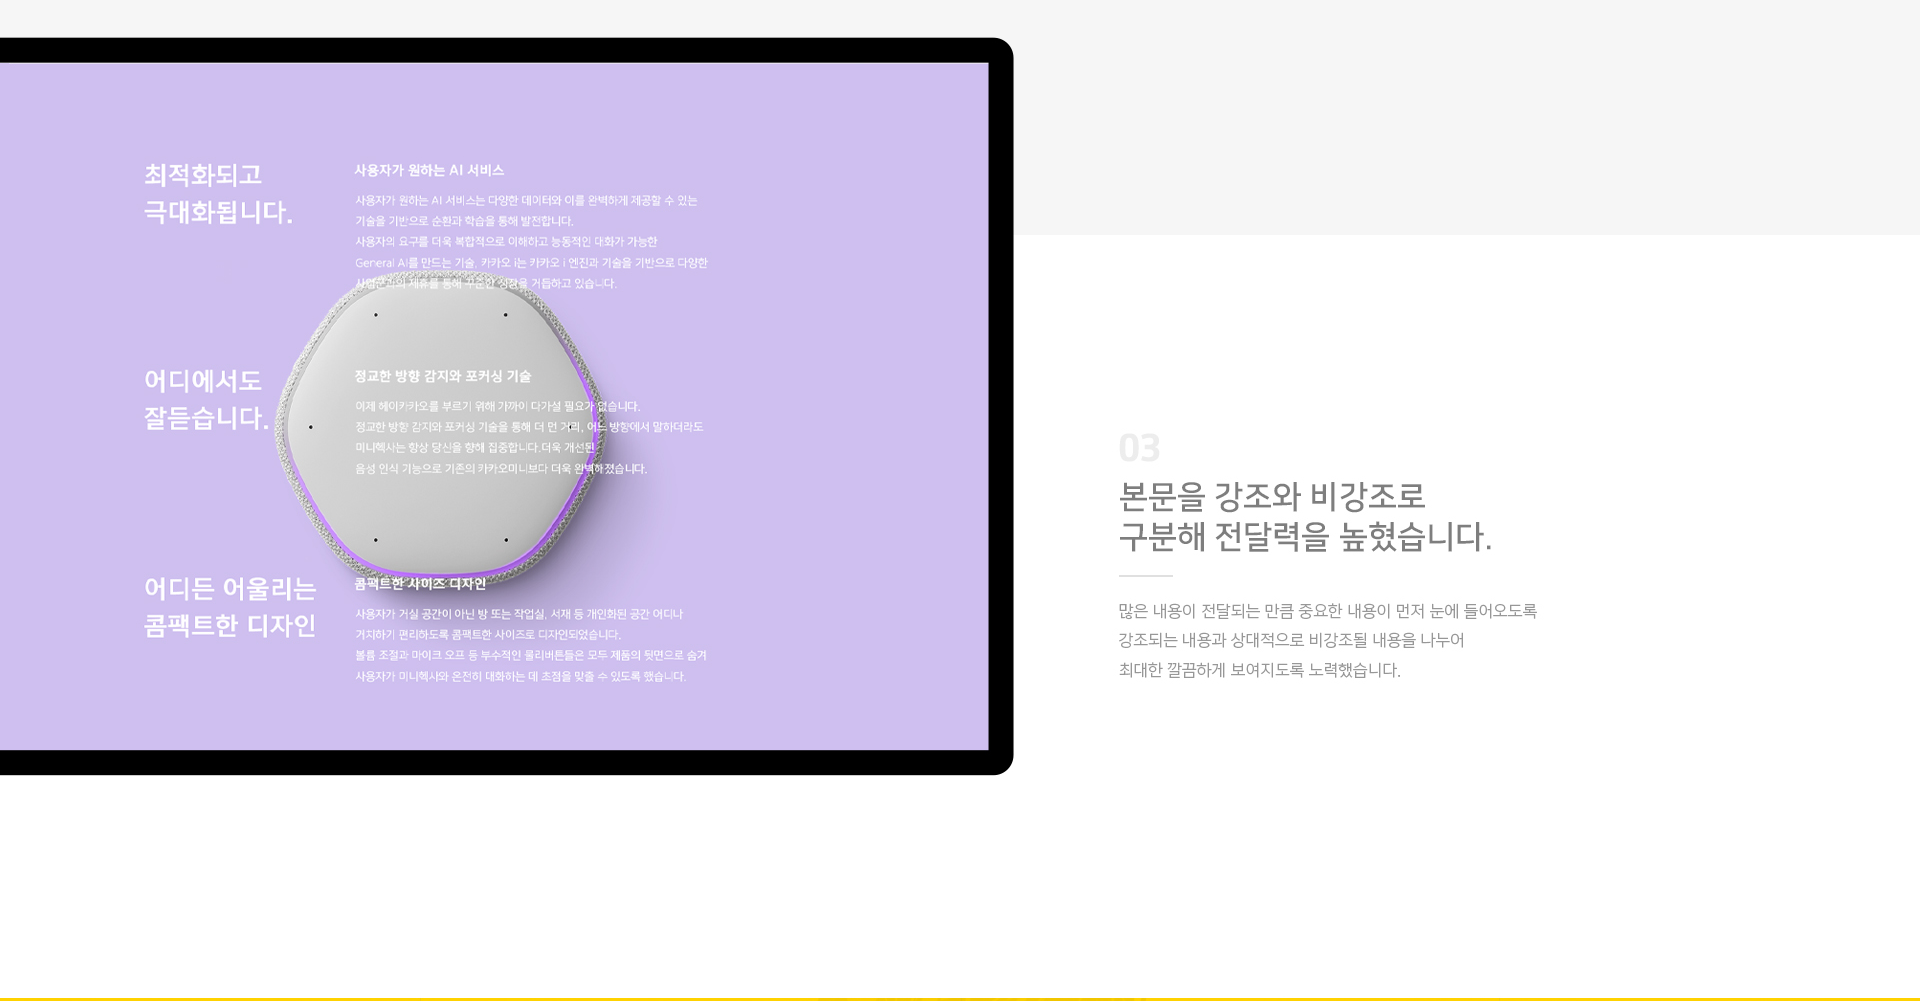 최적화되고
극대화됩니다.
사용자가 원하는 AI 서비스
사용자가 원하는 AI 서비스는 다양한 데이터와 이를 완벽하게 제공할 수 있는
기술을 기반으로 순환과 학습을 통해 발전합니다.
사용자의 요구를 더욱 복합적으로 이해하고 능동적인 대화가 가능한
General AI를 만드는 기술, 카카오 i는 카카오 i 엔진과 기술을 기반으로 다양한
사업군과의 제휴를 통해 꾸준한 성장을 거듭하고 있습니다.
어디에서도
잘듣습니다.
정교한 방향 감지와 포커싱 기술
이제 헤이카카오를 부르기 위해 가까이 다가설 필요가 없습니다.
정교한 방향 감지와 포커싱 기술을 통해 더 먼 거리, 어느 방향에서 말하더라도
미니헥사는 항상 당신을 향해 집중합니다.더욱 개선된
음성 인식 기능으로 기존의 카카오미니보다 더욱 완벽하졌습니다.
어디든 어울리는
콤팩트한 디자인
콤팩트한 사이즈 디자인
사용자가 거실 공간이 아닌 방 또는 작업실, 서재 등 개인화된 공간 어디나
거치하기 편리하도록 콤팩트한 사이즈로 디자인되었습니다.
볼륨 조절과 마이크 오프 등 부수적인 물리버튼들은 모두 제품의 뒷면으로 숨겨
사용자가 미니헥사와 온전히 대화하는 데 초점을 맞출 수 있도록 했습니다.
03
본문을 강조와 비강조로
구분해 전달력을 높혔습니다.
많은 내용이 전달되는 만큼 중요한 내용이 먼저 눈에 들어오도록
강조되는 내용과 상대적으로 비강조될 내용을 나누어
최대한 깔끔하게 보여지도록 노력했습니다.